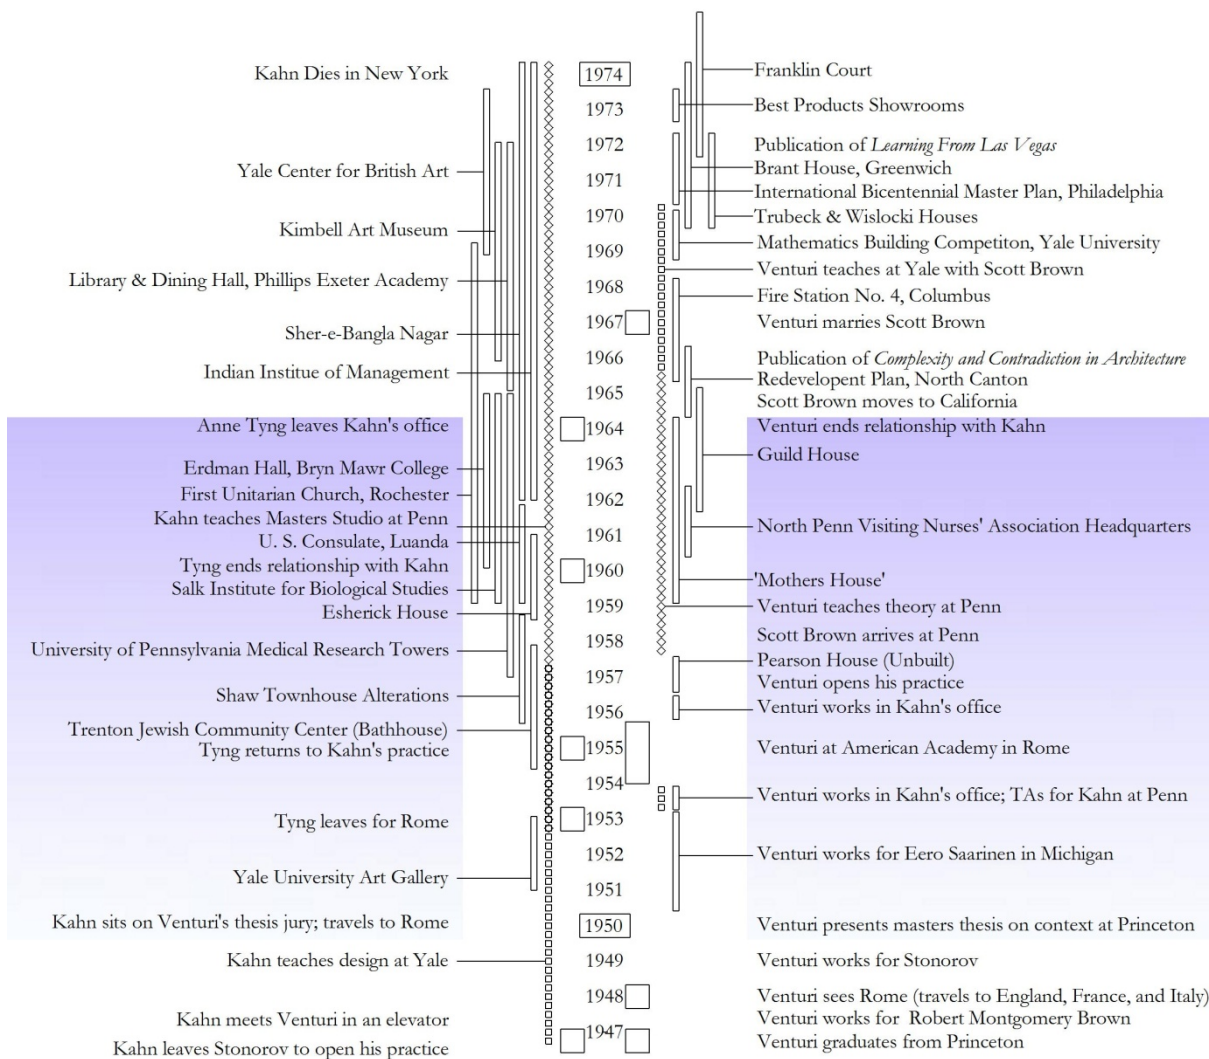 Kahn Dies in New York
Yale Center for British Art
Kimbell Art Museum
Library & Dining Hall, Phillips Exeter Academy
Sher-e-Bangla Nagar
Indian Institue of Management
Anne Tyng leaves Kahn's office
Erdman Hall, Bryn Mawr College
First Unitarian Church, Rochester
Kahn teaches Masters Studio at Penn
U. S. Consulate, Luanda
Tyng ends relationship with Kahn
Salk Institute for Biological Studies
Esherick House
University of Pennsylvania Medical Research Towers
Shaw Townhouse Alterations
Trenton Jewish Community Center (Bathhouse)
Tyng returns to Kahn's practice
Tyng leaves for Rome
Yale University Art Gallery
Kahn sits on Venturi's thesis jury; travels to Rome
Kahn teaches design at Yale
Kahn meets Venturi in an elevator
Kahn leaves Stonorov to open his practice
1974
1973
1972
1971
1970
1969
1968
1967
1966
1965
1964
1963
1962
1961
1960
1959
1958
1957
1956
1955
1954
1953
1952
1951
1950
1949
1948
1947
Franklin Court
Best Products Showrooms
Publication of Learning From Las Vegas
Brant House, Greenwich
International Bicentennial Master Plan, Philadelphia
Trubeck & Wislocki Houses
Mathematics Building Competiton, Yale University
Venturi teaches at Yale with Scott Brown
Fire Station No. 4, Columbus
Venturi marries Scott Brown
Publication of Complexity and Contradiction in Architecture
Redevelopent Plan, North Canton
Scott Brown moves to California
Venturi ends relationship with Kahn
Guild House
North Penn Visiting Nurses' Association Headquarters
'Mothers House'
Venturi teaches theory at Penn
Scott Brown arrives at Penn
Pearson House (Unbuilt)
Venturi opens his practice
Venturi works in Kahn's office
Venturi at American Academy in Rome
Venturi works in Kahn's office; TAs for Kahn at Penn
Venturi works for Eero Saarinen in Michigan
Venturi presents masters thesis on context at Princeton
Venturi works for Stonorov
Venturi sees Rome (travels to England, France, and Italy)
Venturi works for Robert Montgomery Brown
Venturi graduates from Princeton